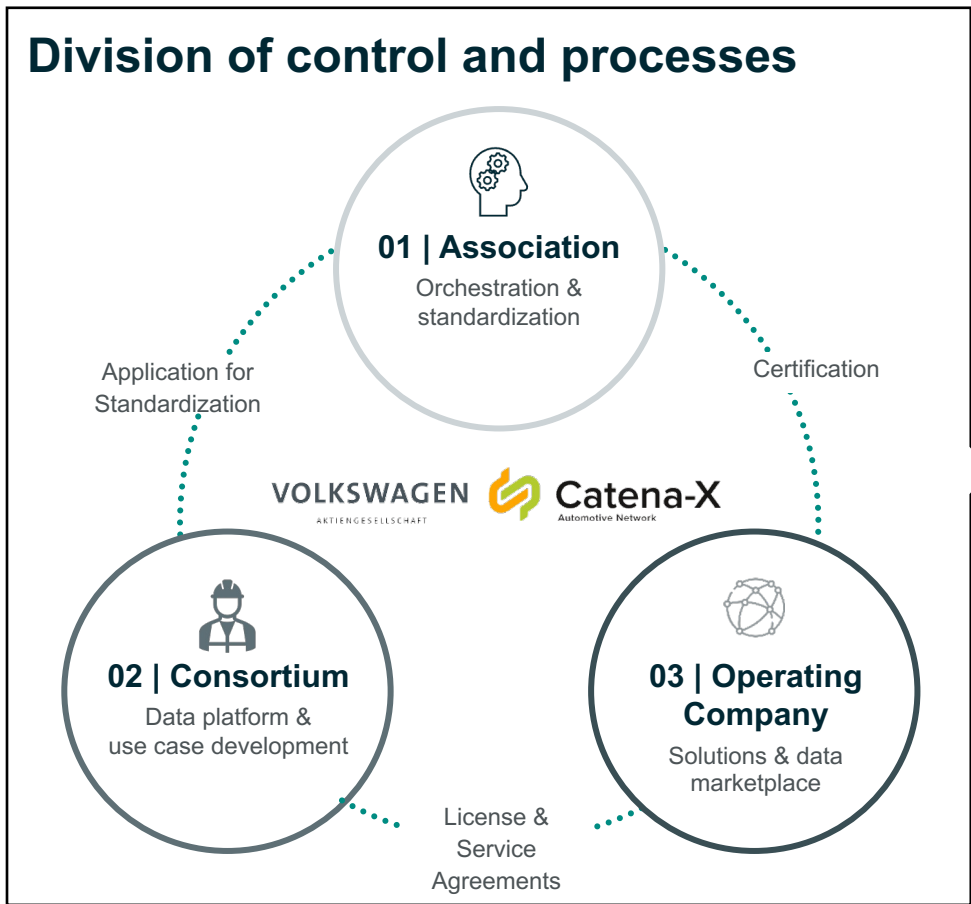 Division of control and processes
01 | Association
Orchestration &
standardization
Application for
Standardization
Certification
VOLKSWAGEN
AKTIENGESELLSCHAFT
Catena-X
Automotive Network
02 | Consortium
Data platform &
use case development
03 | Operating
Company
Solutions & data
marketplace
License &
Service
Agreements